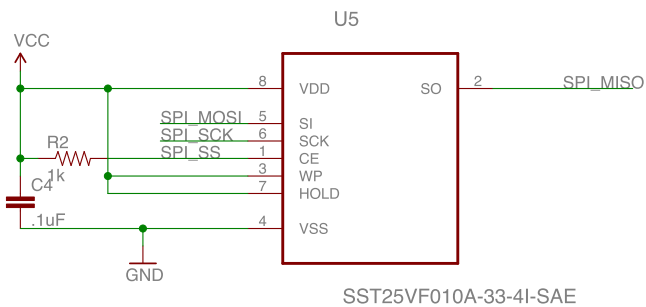 U5
VCC
8 VDD SO 2 SPI_MISO
SPI_MOSI 5 SI
SPI_SCK 6 SCK
R2 SPI_SS 1 CE
1k 3 WP
C4 7 HOLD
.1uF 4 VSS
GND
SST25VF010A-33-4I-SAE